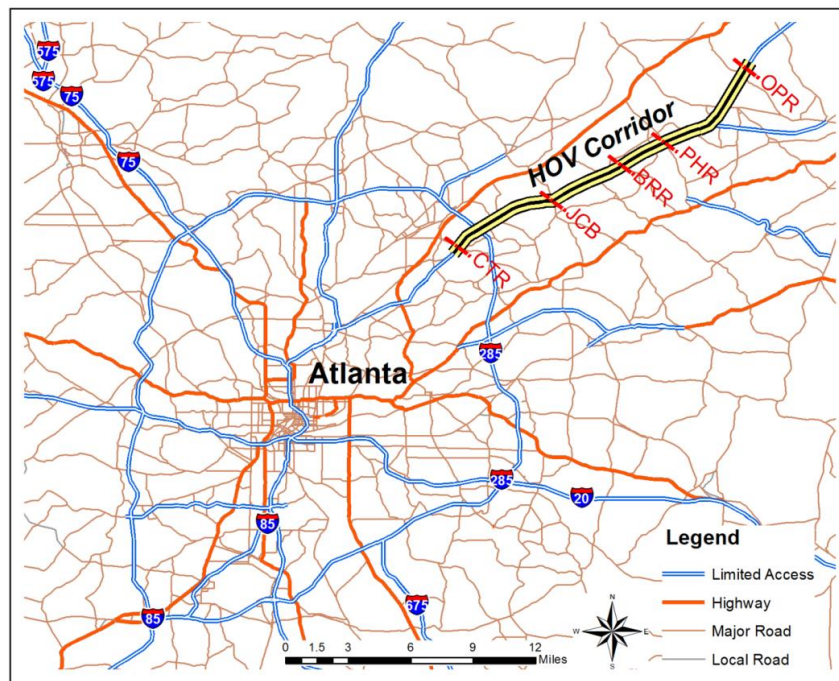 575
575
75
75
OPR
HOV Corridor
PHR
BRR
JCB
CTR
285
Atlanta
285
20
85
675
85
Legend
Limited Access
Highway
Major Road
Local Road
N
W
E
S
0 1.5 3 6 9 12
Miles